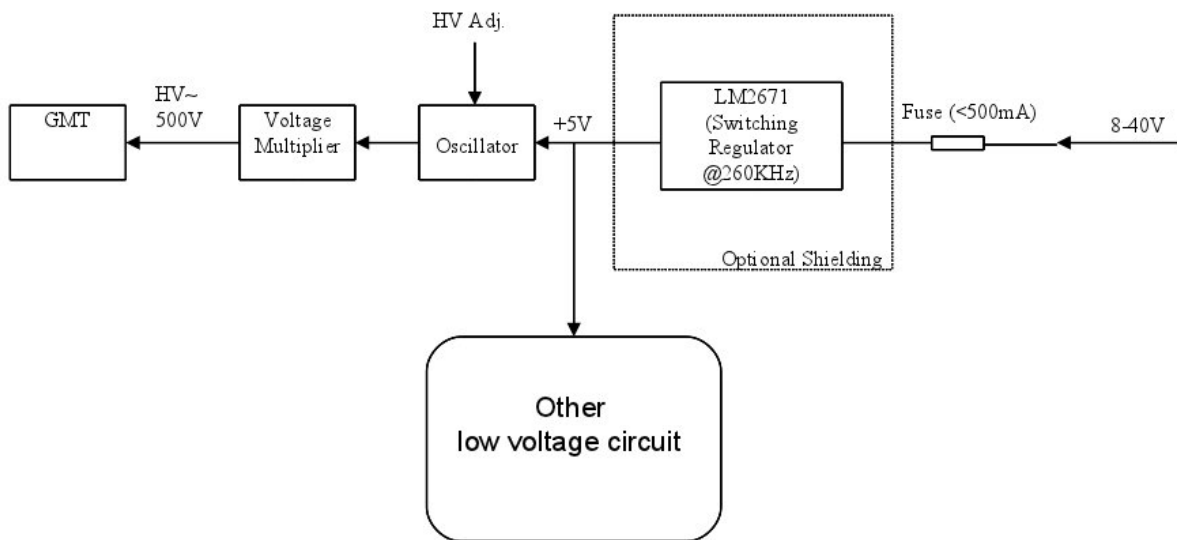 HV Adj.
GMT
HV~
500V
Voltage
Multiplier
Oscillator
+5V
LM2671
(Switching
Regulator
@260KHz)
Fuse (<500mA)
8-40V
Optional Shielding
Other
low voltage circuit